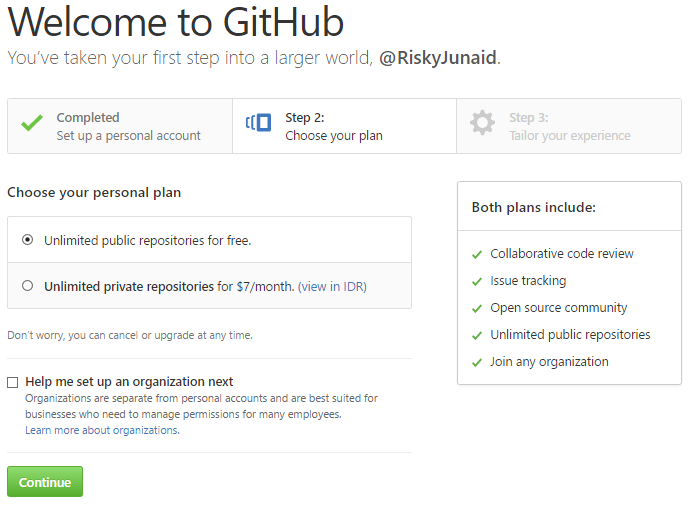 Welcome to GitHub
You've taken your first step into a larger world, @RiskyJunaid.
Completed
Set up a personal account
Step 2:
Choose your plan
Step 3:
Tailor your experience
Choose your personal plan
Unlimited public repositories for free.
Unlimited private repositories for $7/month. (view in IDR)
Don't worry, you can cancel or upgrade at any time.
Help me set up an organization next
Organizations are separate from personal accounts and are best suited for
businesses who need to manage permissions for many employees.
Learn more about organizations.
Continue
Both plans include:
Collaborative code review
Issue tracking
Open source community
Unlimited public repositories
Join any organization